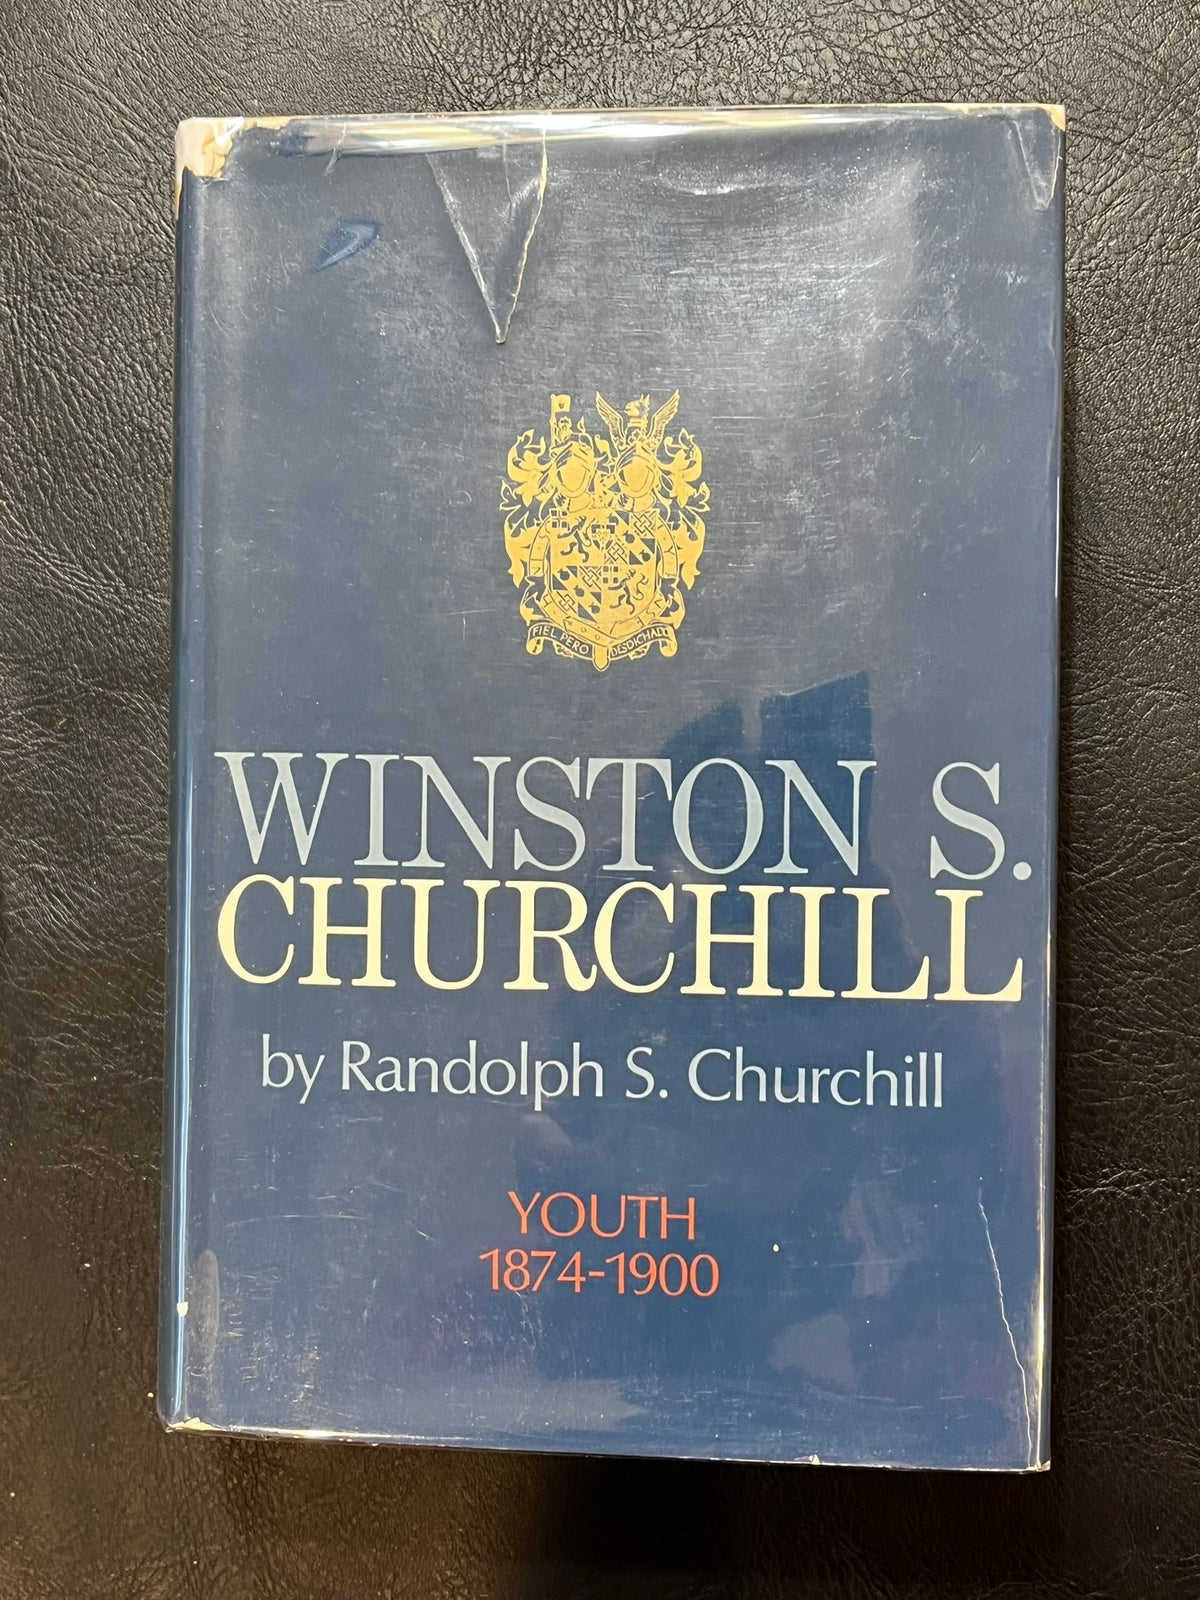 FIEL PERO DESDICHADO
WINSTON S.
CHURCHILL
by Randolph S. Churchill
YOUTH
1874-1900